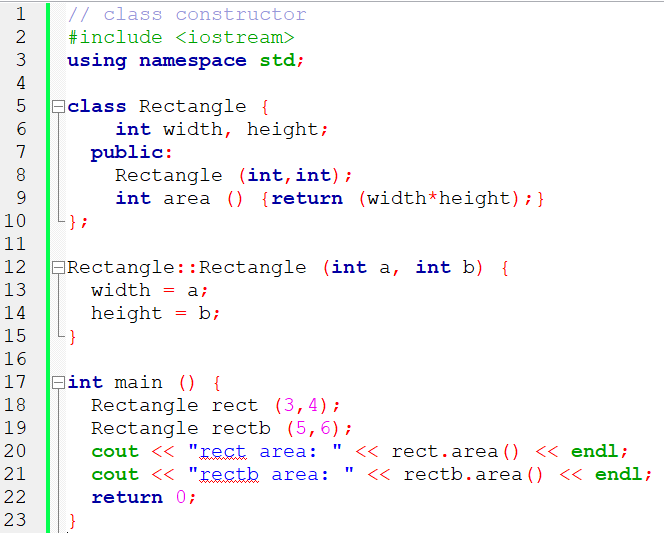 1 // class constructor
2 #include <iostream>
3 using namespace std;
4
5 class Rectangle {
6     int width, height;
7   public:
8     Rectangle (int,int);
9     int area () {return (width*height);}
10 };
11
12 Rectangle::Rectangle (int a, int b) {
13   width = a;
14   height = b;
15 }
16
17 int main () {
18   Rectangle rect (3,4);
19   Rectangle rectb (5,6);
20   cout << "rect area: " << rect.area() << endl;
21   cout << "rectb area: " << rectb.area() << endl;
22   return 0;
23 }